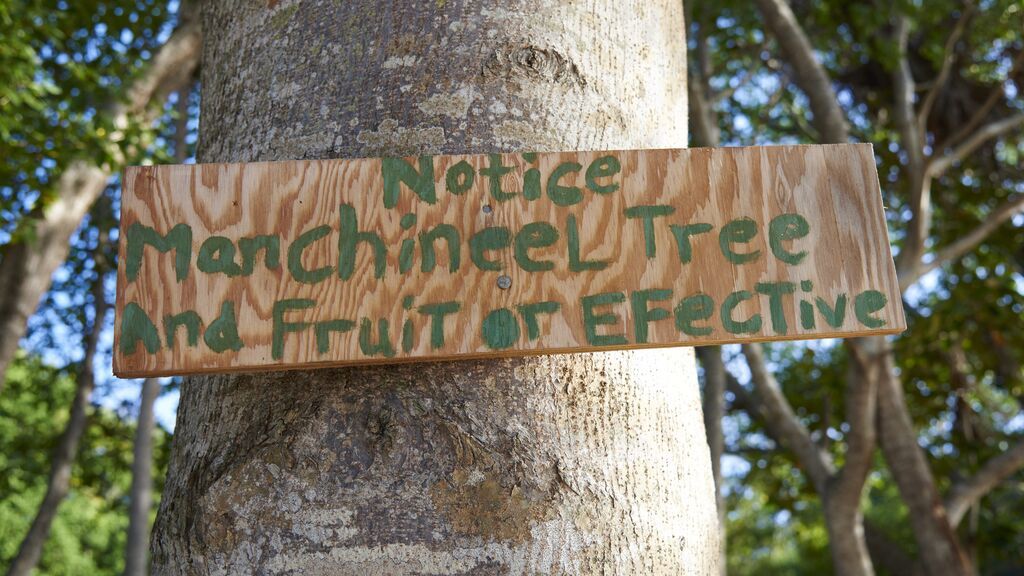 Notice
ManchineeL Tree
And Fruit or EFFecTive